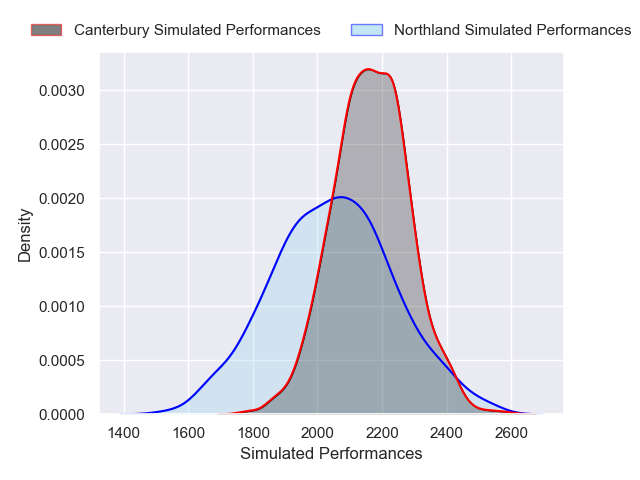 Canterbury Simulated Performances
Northland Simulated Performances
0.0030
0.0025
0.0020
0.0015
0.0010
0.0005
0.0000
Density
1400 1600 1800 2000 2200 2400 2600
Simulated Performances